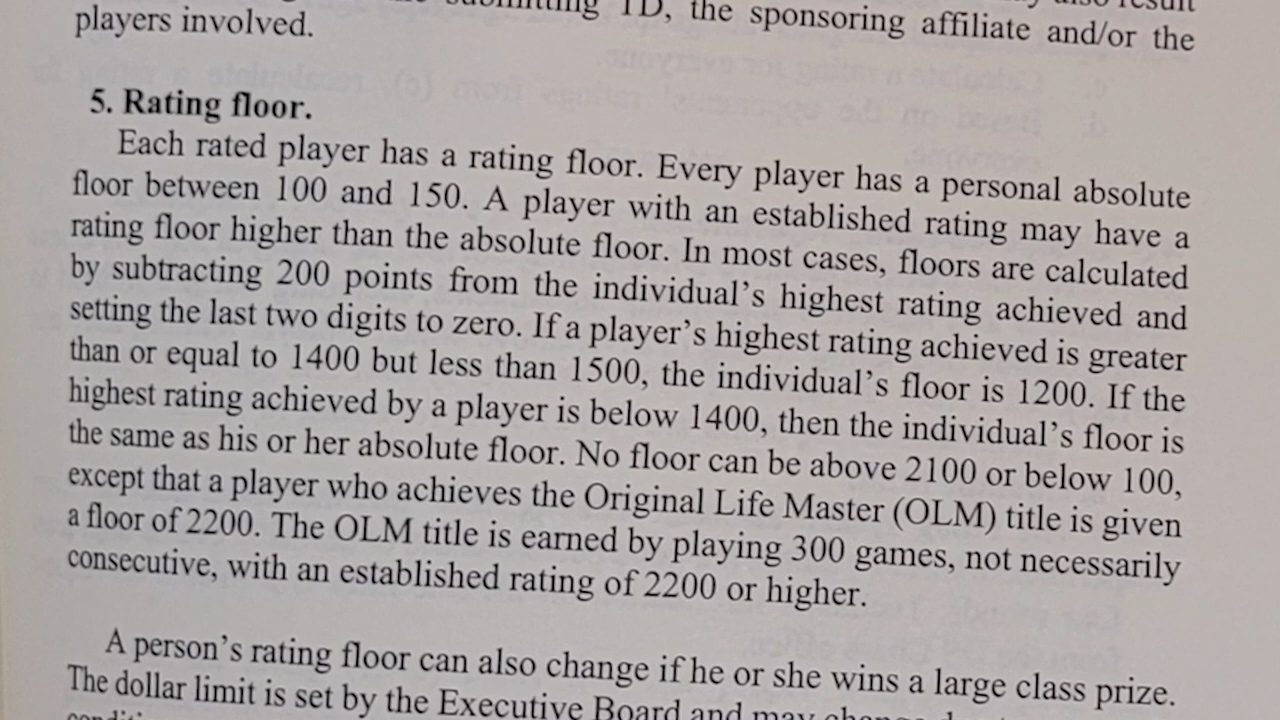 TD, the sponsoring affiliate and/or the
players involved.
5. Rating floor.
Each rated player has a rating floor. Every player has a personal absolute
floor between 100 and 150. A player with an established rating may have a
rating floor higher than the absolute floor. In most cases, floors are calculated
by subtracting 200 points from the individual's highest rating achieved and
setting the last two digits to zero. If a player's highest rating achieved is greater
than or equal to 1400 but less than 1500, the individual's floor is 1200. If the
highest rating achieved by a player is below 1400, then the individual's floor is
the same as his or her absolute floor. No floor can be above 2100 or below 100,
except that a player who achieves the Original Life Master (OLM) title is given
a floor of 2200. The OLM title is earned by playing 300 games, not necessarily
consecutive, with an established rating of 2200 or higher.
A person's rating floor can also change if he or she wins a large class prize.
The dollar limit is set by the Executive Board and may